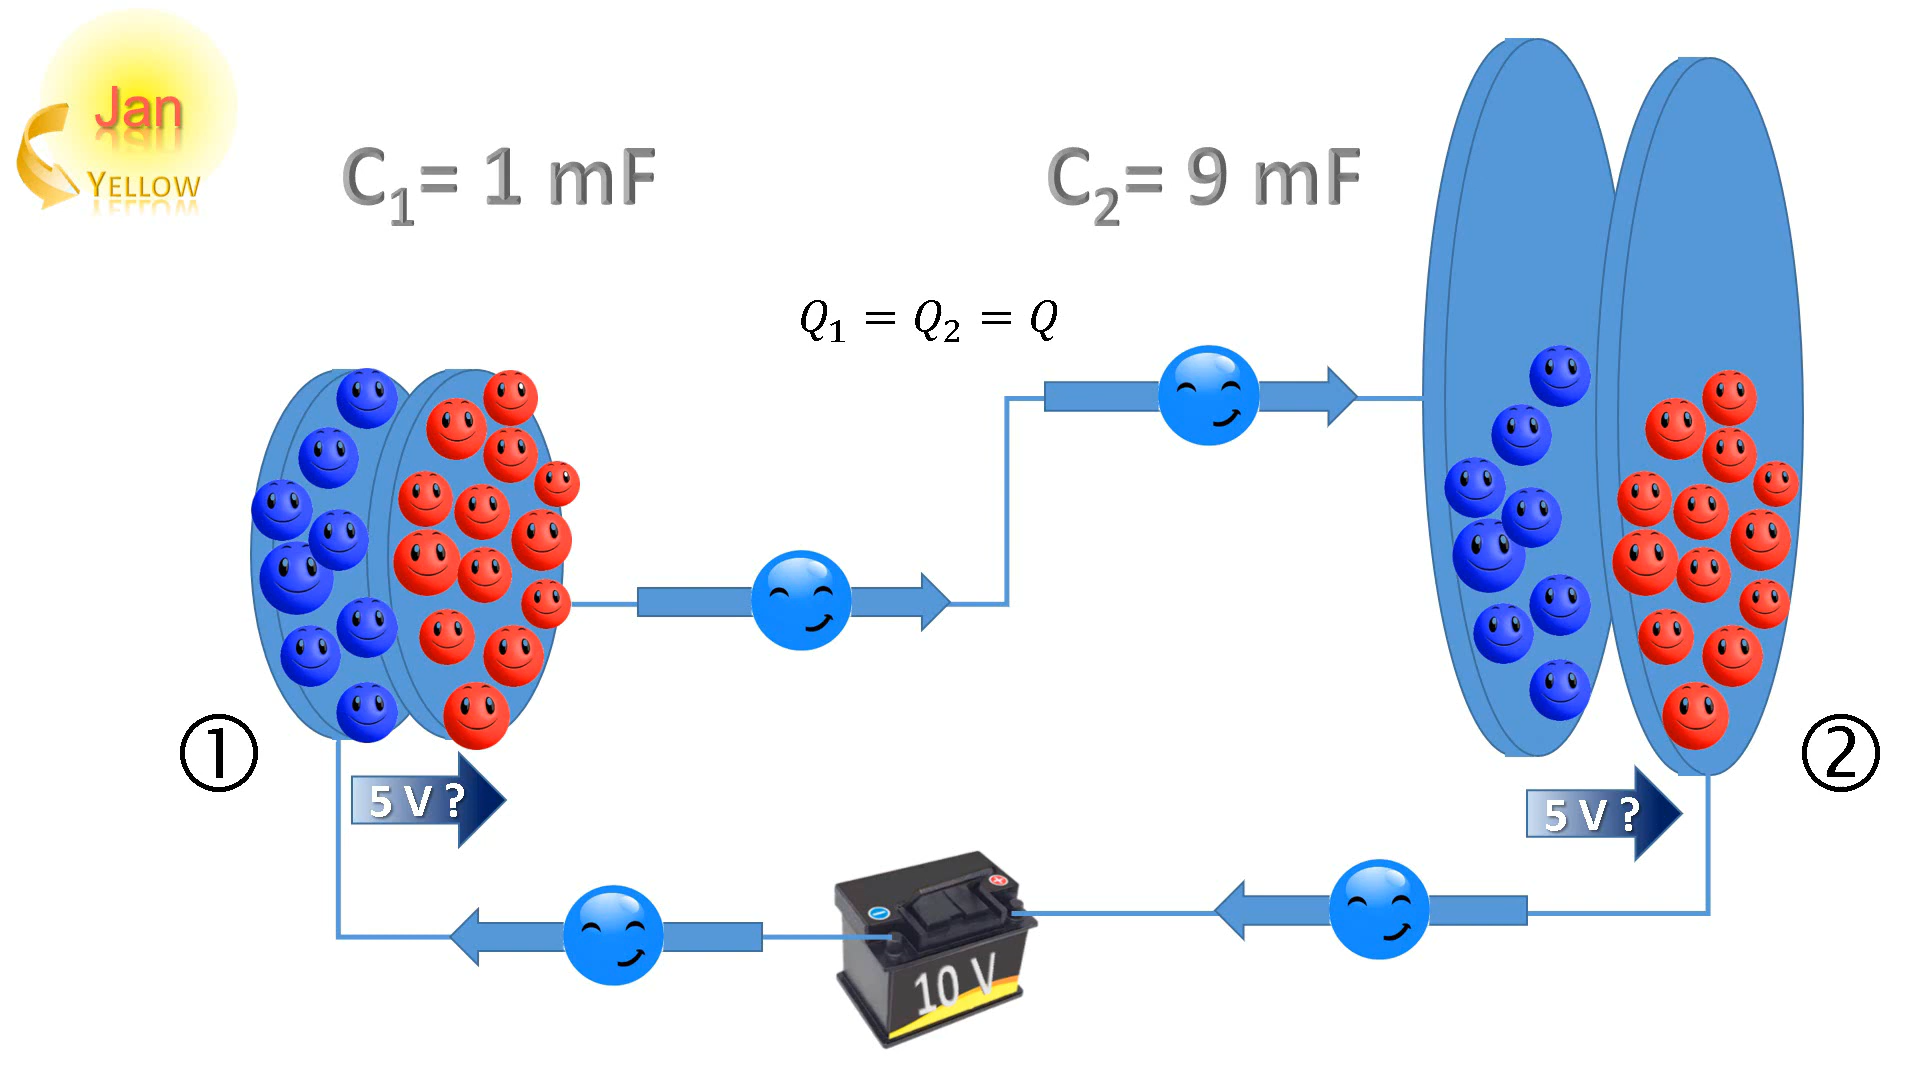 Jan
YELLOW
C₁= 1 mF
C₂= 9 mF
Q₁ = Q₂ = Q
①
②
5 V ?
5 V ?
10 V